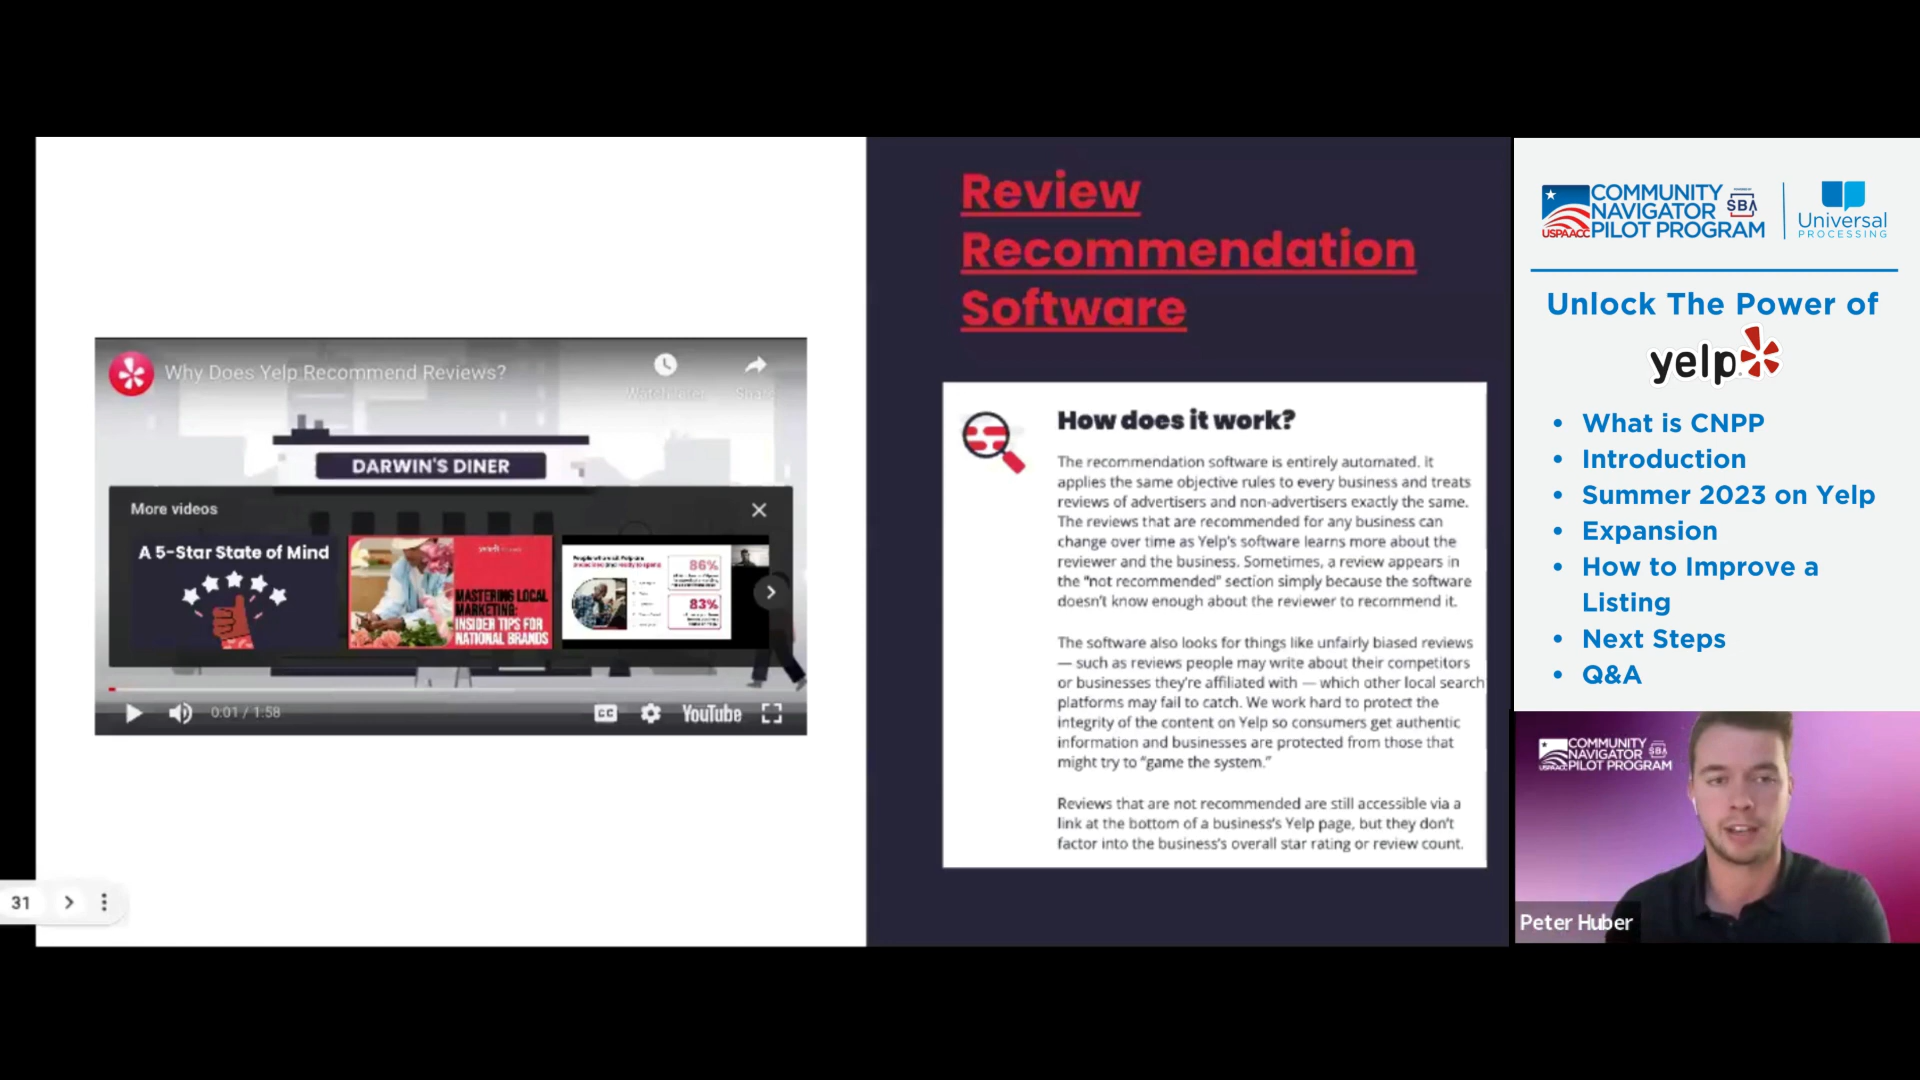 Why Does Yelp Recommend Reviews?
Watch later
Share
DARWIN'S DINER
More videos
A 5-Star State of Mind
MASTERING LOCAL
MARKETING:
INSIDER TIPS FOR
NATIONAL BRANDS
86%
83%
0:01 / 1:58
CC
YouTube
31
Review
Recommendation
Software
How does it work?
The recommendation software is entirely automated. It
applies the same objective rules to every business and treats
reviews of advertisers and non-advertisers exactly the same.
The reviews that are recommended for any business can
change over time as Yelp's software learns more about the
reviewer and the business. Sometimes, a review appears in
the "not recommended" section simply because the software
doesn't know enough about the reviewer to recommend it.
The software also looks for things like unfairly biased reviews
— such as reviews people may write about their competitors
or businesses they're affiliated with — which other local search
platforms may fail to catch. We work hard to protect the
integrity of the content on Yelp so consumers get authentic
information and businesses are protected from those that
might try to "game the system."
Reviews that are not recommended are still accessible via a
link at the bottom of a business's Yelp page, but they don't
factor into the business's overall star rating or review count.
USPAACC
COMMUNITY
NAVIGATOR
PILOT PROGRAM
SBA
Universal
PROCESSING
Unlock The Power of
yelp
• What is CNPP
• Introduction
• Summer 2023 on Yelp
• Expansion
• How to Improve a
Listing
• Next Steps
• Q&A
USPAACC
COMMUNITY
NAVIGATOR
PILOT PROGRAM
SBA
Peter Huber